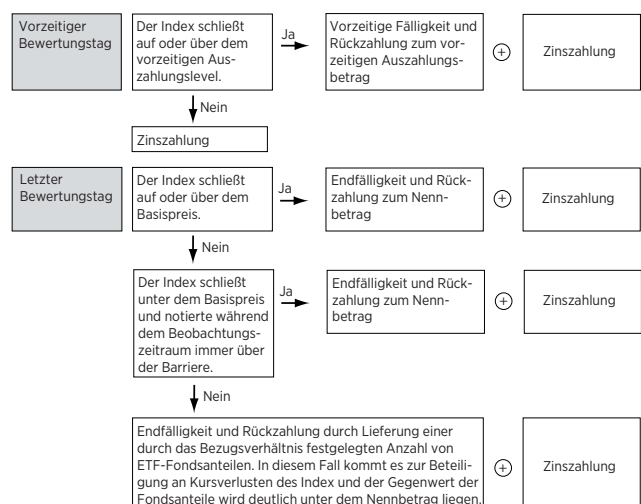 Vorzeitiger
Bewertungstag
Der Index schließt
auf oder über dem
vorzeitigen Aus-
zahlungslevel.
Ja
Vorzeitige Fälligkeit und
Rückzahlung zum vor-
zeitigen Auszahlungs-
betrag
+
Zinszahlung
Nein
Zinszahlung
Letzter
Bewertungstag
Der Index schließt
auf oder über dem
Basispreis.
Ja
Endfälligkeit und Rück-
zahlung zum Nenn-
betrag
+
Zinszahlung
Nein
Der Index schließt
unter dem Basispreis
und notierte während
dem Beobachtungs-
zeitraum immer über
der Barriere.
Ja
Endfälligkeit und Rück-
zahlung zum Nenn-
betrag
+
Zinszahlung
Nein
Endfälligkeit und Rückzahlung durch Lieferung einer
durch das Bezugsverhältnis festgelegten Anzahl von
ETF-Fondsanteilen. In diesem Fall kommt es zur Beteili-
gung an Kursverlusten des Index und der Gegenwert der
Fondsanteile wird deutlich unter dem Nennbetrag liegen.
+
Zinszahlung